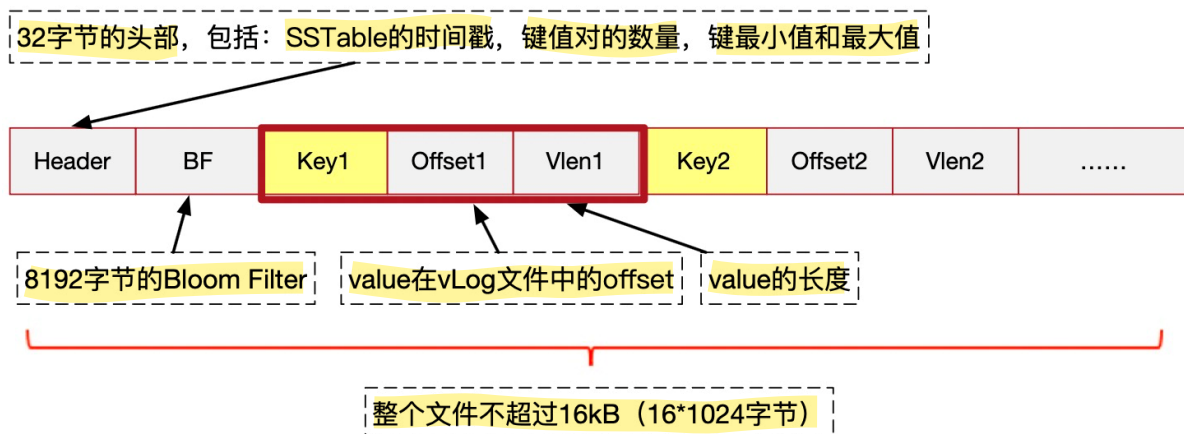 32字节的头部，包括：SSTable的时间戳，键值对的数量，键最小值和最大值
Header BF Key1 Offset1 Vlen1 Key2 Offset2 Vlen2 ……
8192字节的Bloom Filter value在vLog文件中的offset value的长度
整个文件不超过16kB（16*1024字节）